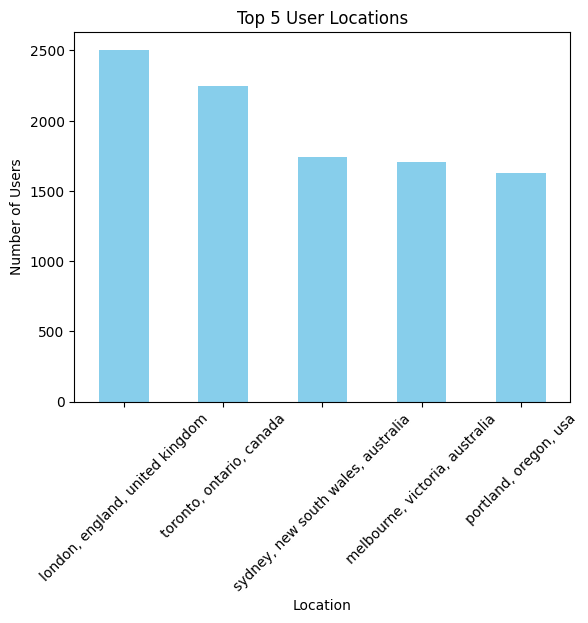 Top 5 User Locations
Number of Users
2500
2000
1500
1000
500
0
london, england, united kingdom
toronto, ontario, canada
sydney, new south wales, australia
melbourne, victoria, australia
portland, oregon, usa
Location